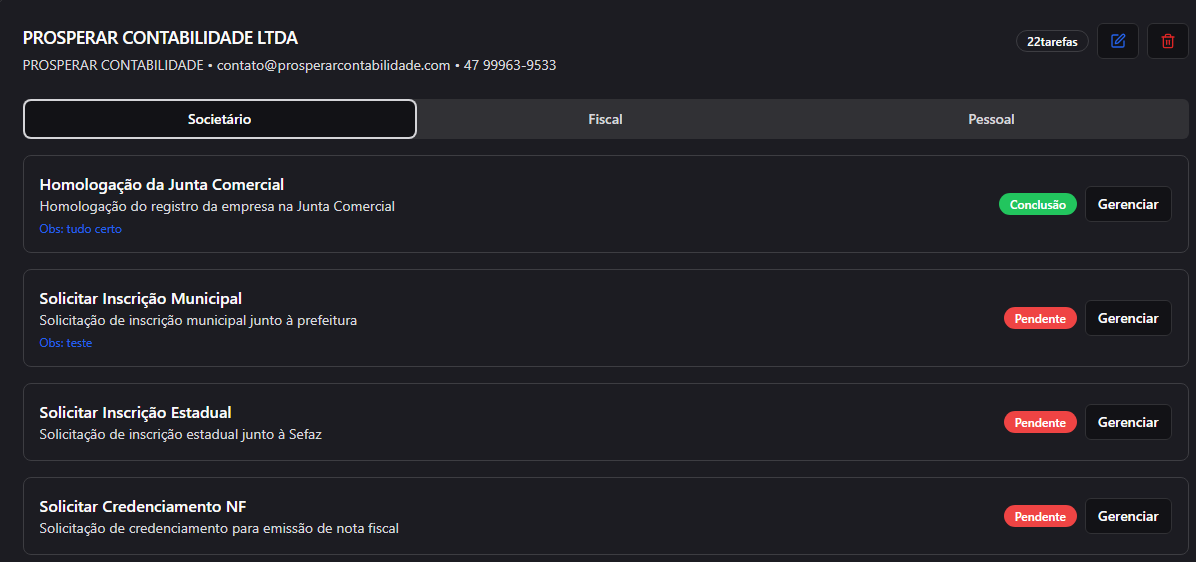 PROSPERAR CONTABILIDADE LTDA
22tarefas
PROSPERAR CONTABILIDADE • contato@prosperarcontabilidade.com • 47 99963-9533
Societário Fiscal Pessoal
Homologação da Junta Comercial
Homologação do registro da empresa na Junta Comercial
Obs: tudo certo
Conclusão Gerenciar
Solicitar Inscrição Municipal
Solicitação de inscrição municipal junto à prefeitura
Obs: teste
Pendente Gerenciar
Solicitar Inscrição Estadual
Solicitação de inscrição estadual junto à Sefaz
Pendente Gerenciar
Solicitar Credenciamento NF
Solicitação de credenciamento para emissão de nota fiscal
Pendente Gerenciar